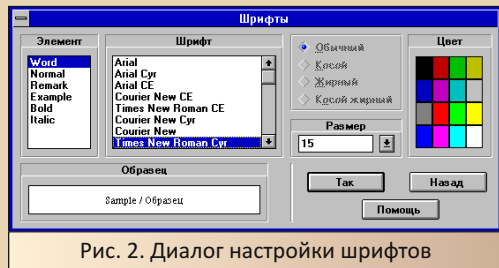 Шрифты
Элемент
Word
Normal
Remark
Example
Bold
Italic
Шрифт
Arial
Arial Cyr
Arial CE
Courier New CE
Times New Roman CE
Courier New Cyr
Courier New
Times New Roman Cyr
Обычный
Косой
Жирный
Косой жирный
Размер
15
Цвет
Образец
Sample / Образец
Так
Назад
Помощь
Рис. 2. Диалог настройки шрифтов